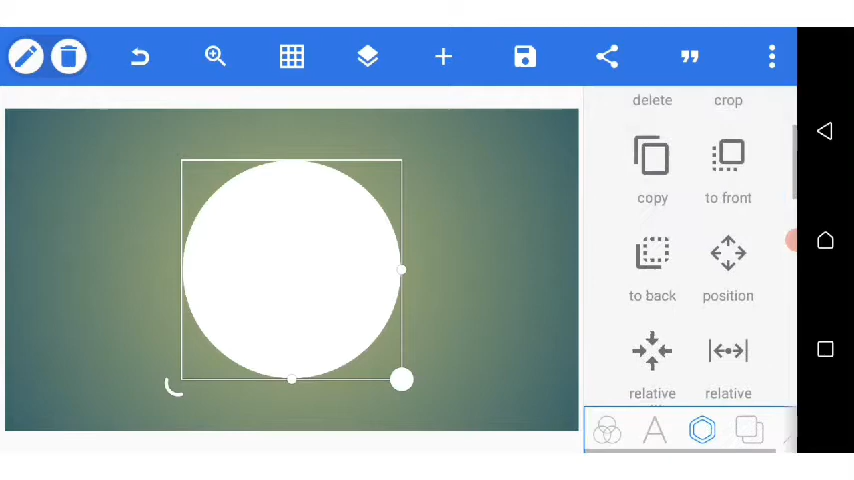 delete crop
copy to front
to back position
relative relative